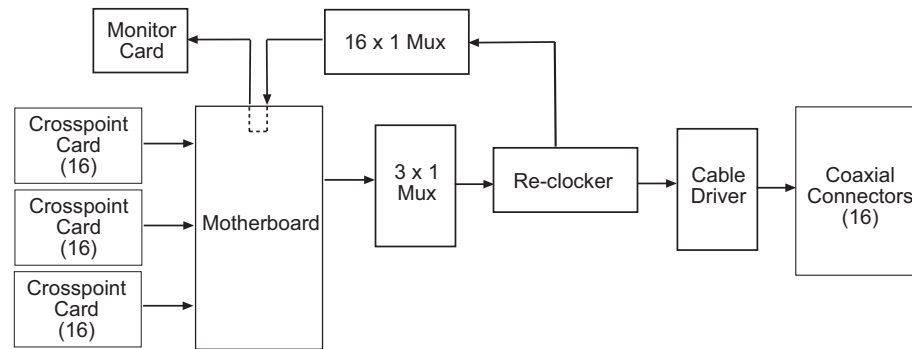 Monitor
Card
16 x 1 Mux
Crosspoint
Card
(16)
Crosspoint
Card
(16)
Crosspoint
Card
(16)
Motherboard
3 x 1
Mux
Re-clocker
Cable
Driver
Coaxial
Connectors
(16)